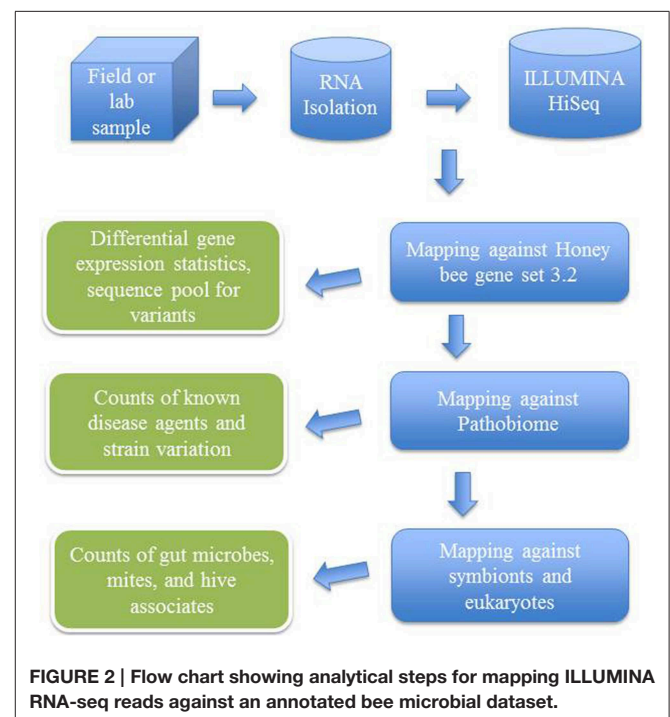 Field or
lab
sample
RNA
Isolation
ILLUMINA
HiSeq
Differential gene
expression statistics,
sequence pool for
variants
Mapping against Honey
bee gene set 3.2
Counts of known
disease agents and
strain variation
Mapping against
Pathobiome
Counts of gut microbes,
mites, and hive
associates
Mapping against
symbionts and
eukaryotes
FIGURE 2 | Flow chart showing analytical steps for mapping ILLUMINA
RNA-seq reads against an annotated bee microbial dataset.